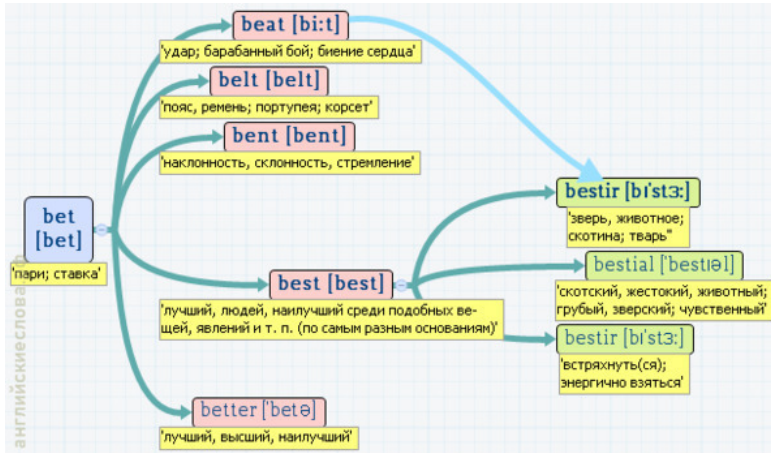 beat [bi:t]
'удар; барабанный бой; биение сердца'
belt [belt]
'пояс, ремень; портупея; корсет'
bent [bent]
'наклонность, склонность, стремление'
bet
[bet]
'пари; ставка'
best [best]
'лучший, людей, наилучший среди подобных ве-
щей, явлений и т. п. (по самым разным основаниям)'
bestir [bɪ'stɜ:]
'зверь, животное;
скотина; тварь"
bestial ['bestɪəl]
'скотский, жестокий, животный;
грубый, зверский; чувственный'
bestir [bɪ'stɜ:]
'встряхнуть(ся);
энергично взяться'
better ['betə]
'лучший, высший, наилучший'
английскиеслова.рф